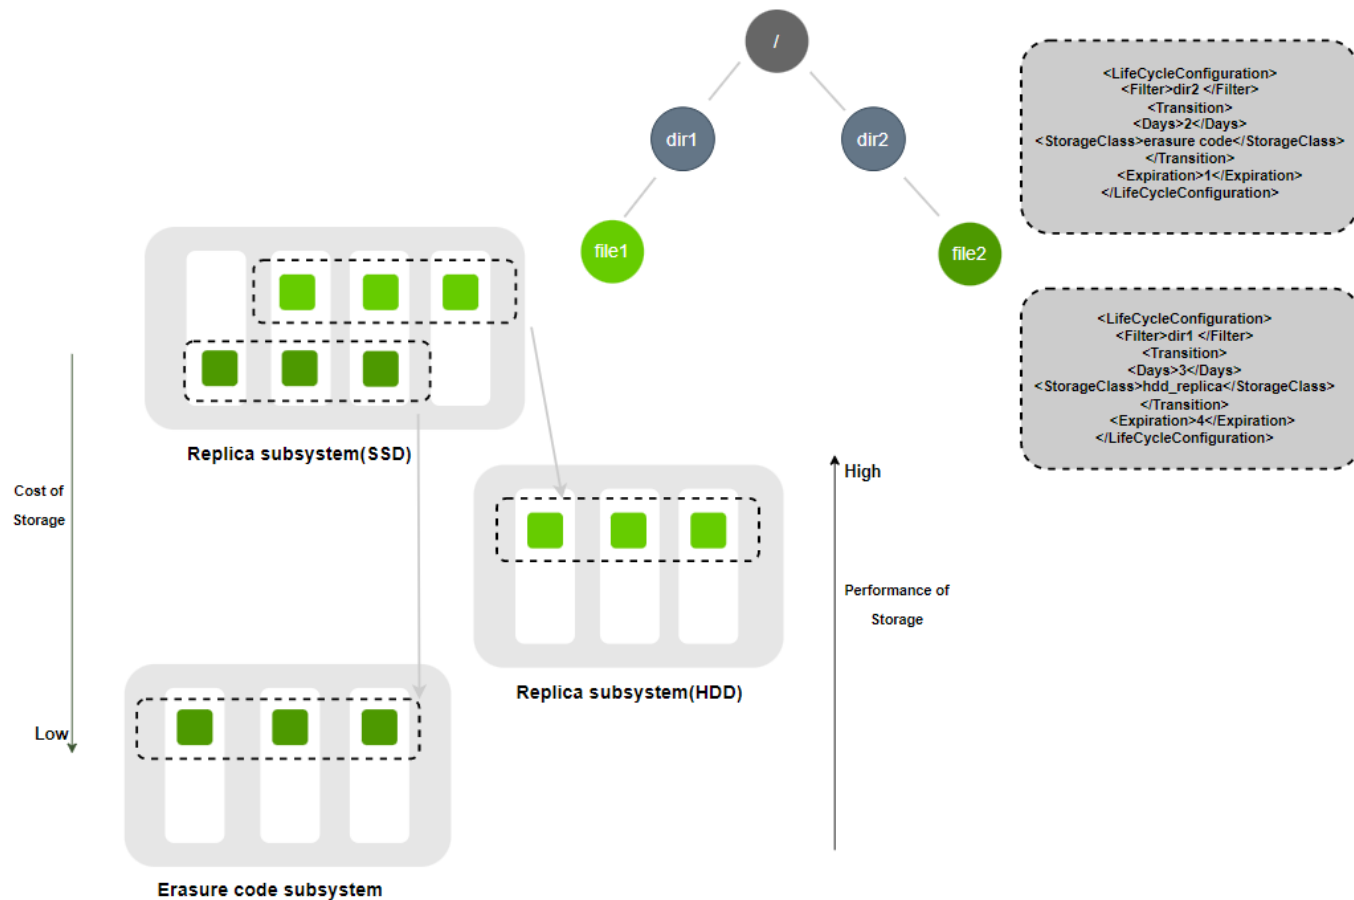 /
dir1
dir2
file1
file2
<LifeCycleConfiguration>
<Filter>dir2 </Filter>
<Transition>
<Days>2</Days>
<StorageClass>erasure code</StorageClass>
</Transition>
<Expiration>1</Expiration>
</LifeCycleConfiguration>
<LifeCycleConfiguration>
<Filter>dir1 </Filter>
<Transition>
<Days>3</Days>
<StorageClass>hdd_replica</StorageClass>
</Transition>
<Expiration>4</Expiration>
</LifeCycleConfiguration>
Replica subsystem(SSD)
Cost of
Storage
Low
High
Performance of
Storage
Replica subsystem(HDD)
Erasure code subsystem